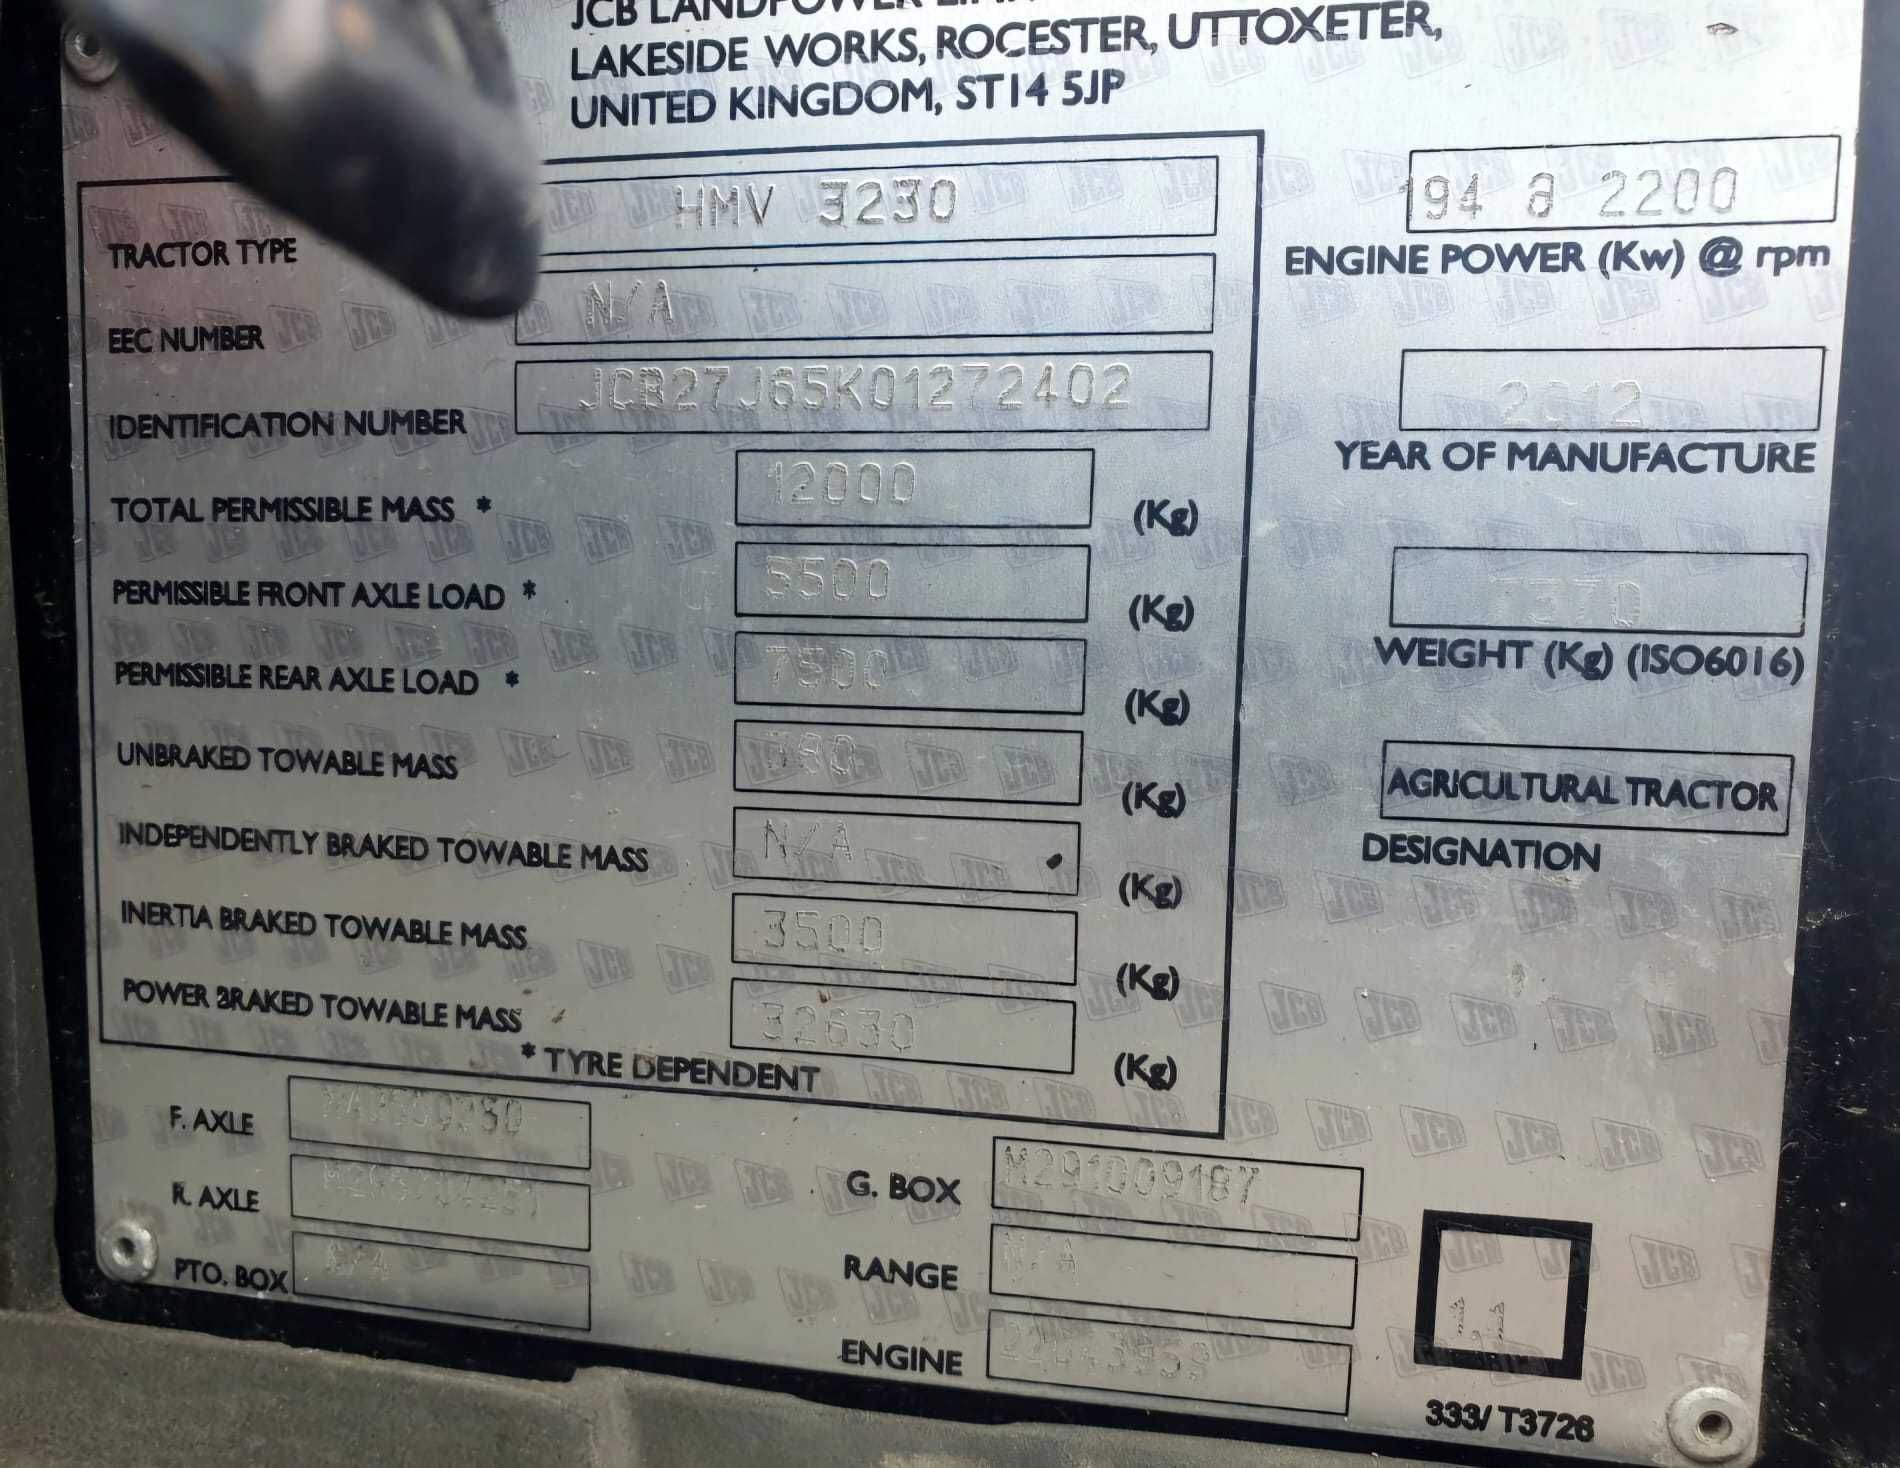 JCB LANDPOWER
LAKESIDE WORKS, ROCESTER, UTTOXETER,
UNITED KINGDOM, ST14 5JP
TRACTOR TYPE HMV 3230
EEC NUMBER N/A
IDENTIFICATION NUMBER JCB27J65K01272402
TOTAL PERMISSIBLE MASS * 12000 (Kg)
PERMISSIBLE FRONT AXLE LOAD * 5500 (Kg)
PERMISSIBLE REAR AXLE LOAD * 7500 (Kg)
UNBRAKED TOWABLE MASS (Kg)
INDEPENDENTLY BRAKED TOWABLE MASS N/A (Kg)
INERTIA BRAKED TOWABLE MASS 3500 (Kg)
POWER BRAKED TOWABLE MASS 32630 (Kg)
* TYRE DEPENDENT
194 @ 2200
ENGINE POWER (Kw) @ rpm
2012
YEAR OF MANUFACTURE
WEIGHT (Kg) (ISO6016)
AGRICULTURAL TRACTOR
DESIGNATION
F. AXLE
R. AXLE
PTO. BOX
G. BOX M291009187
RANGE N/A
ENGINE
333/ T3726